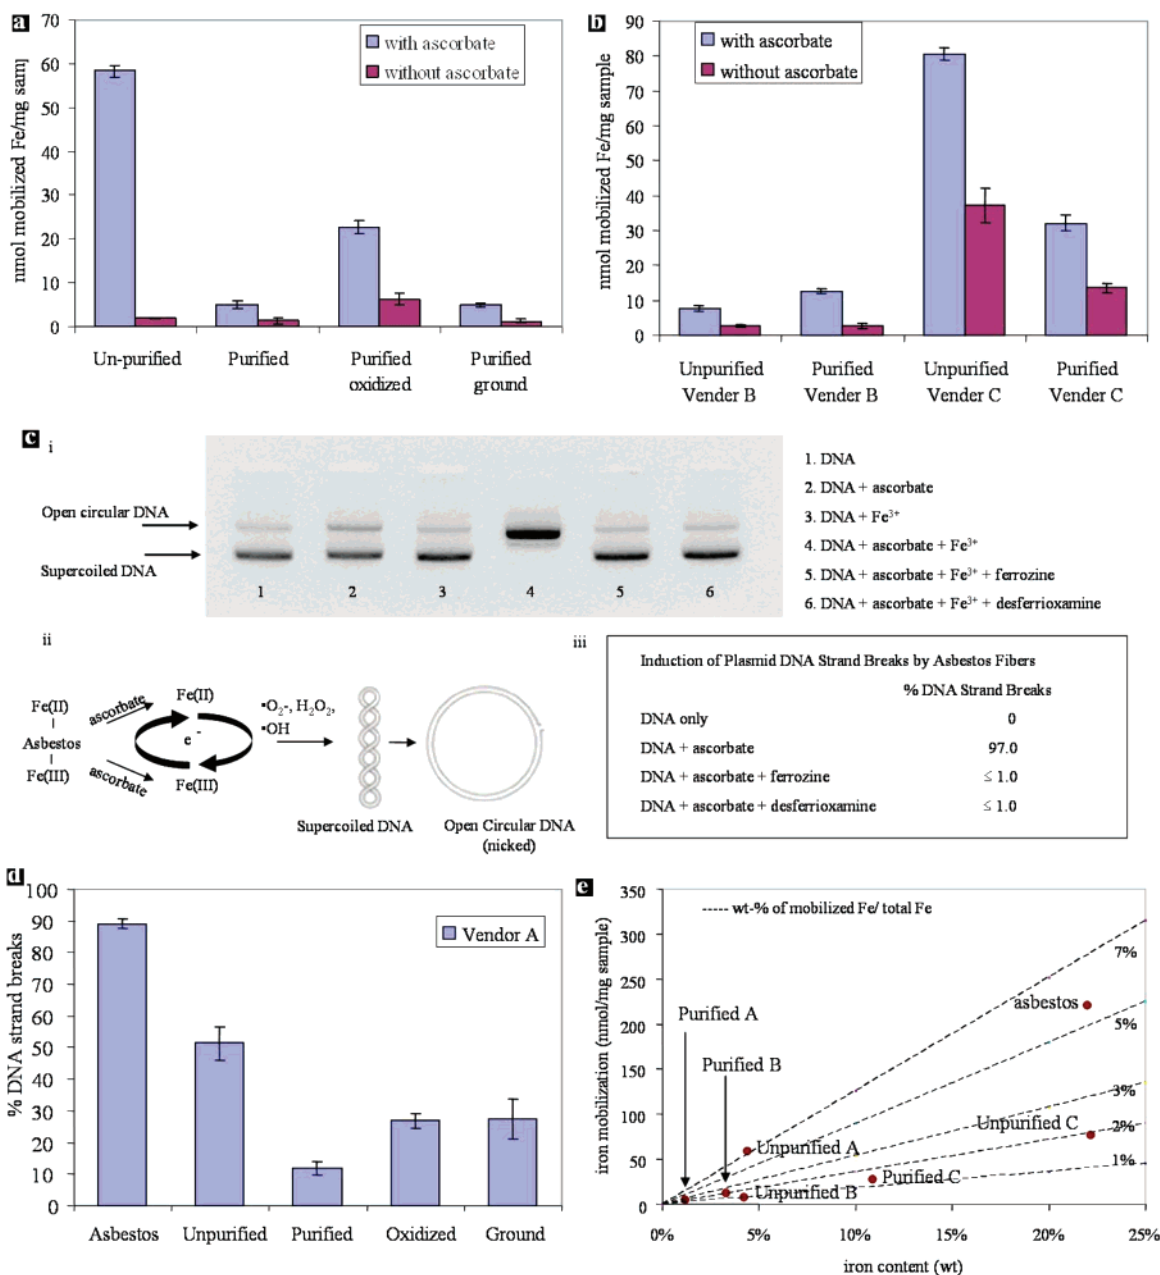 a
70
60
50
40
30
20
10
0
nmol mobilized Fe/mg samp
with ascorbate
without ascorbate
Un-purified
Purified
Purified
oxidized
Purified
ground
b
90
80
70
60
50
40
30
20
10
0
nmol mobilized Fe/mg sample
with ascorbate
without ascorbate
Unpurified
Vender B
Purified
Vender B
Unpurified
Vender C
Purified
Vender C
c
i
Open circular DNA
Supercoiled DNA
1 2 3 4 5 6
1. DNA
2. DNA + ascorbate
3. DNA + Fe³⁺
4. DNA + ascorbate + Fe³⁺
5. DNA + ascorbate + Fe³⁺ + ferrozine
6. DNA + ascorbate + Fe³⁺ + desferrioxamine
ii
Fe(II)
Asbestos
Fe(III)
ascorbate
ascorbate
Fe(II)
e⁻
Fe(III)
•O₂-, H₂O₂,
•OH
Supercoiled DNA
Open Circular DNA
(nicked)
iii
Induction of Plasmid DNA Strand Breaks by Asbestos Fibers
% DNA Strand Breaks
DNA only 0
DNA + ascorbate 97.0
DNA + ascorbate + ferrozine ≤ 1.0
DNA + ascorbate + desferrioxamine ≤ 1.0
d
100
90
80
70
60
50
40
30
20
10
0
% DNA strand breaks
Vendor A
Asbestos
Unpurified
Purified
Oxidized
Ground
e
350
300
250
200
150
100
50
0
iron mobilization (nmol/mg sample)
----- wt-% of mobilized Fe/ total Fe
7%
asbestos
5%
Purified A
Purified B
3%
Unpurified C
2%
Unpurified A
1%
Purified C
Unpurified B
0% 5% 10% 15% 20% 25%
iron content (wt)